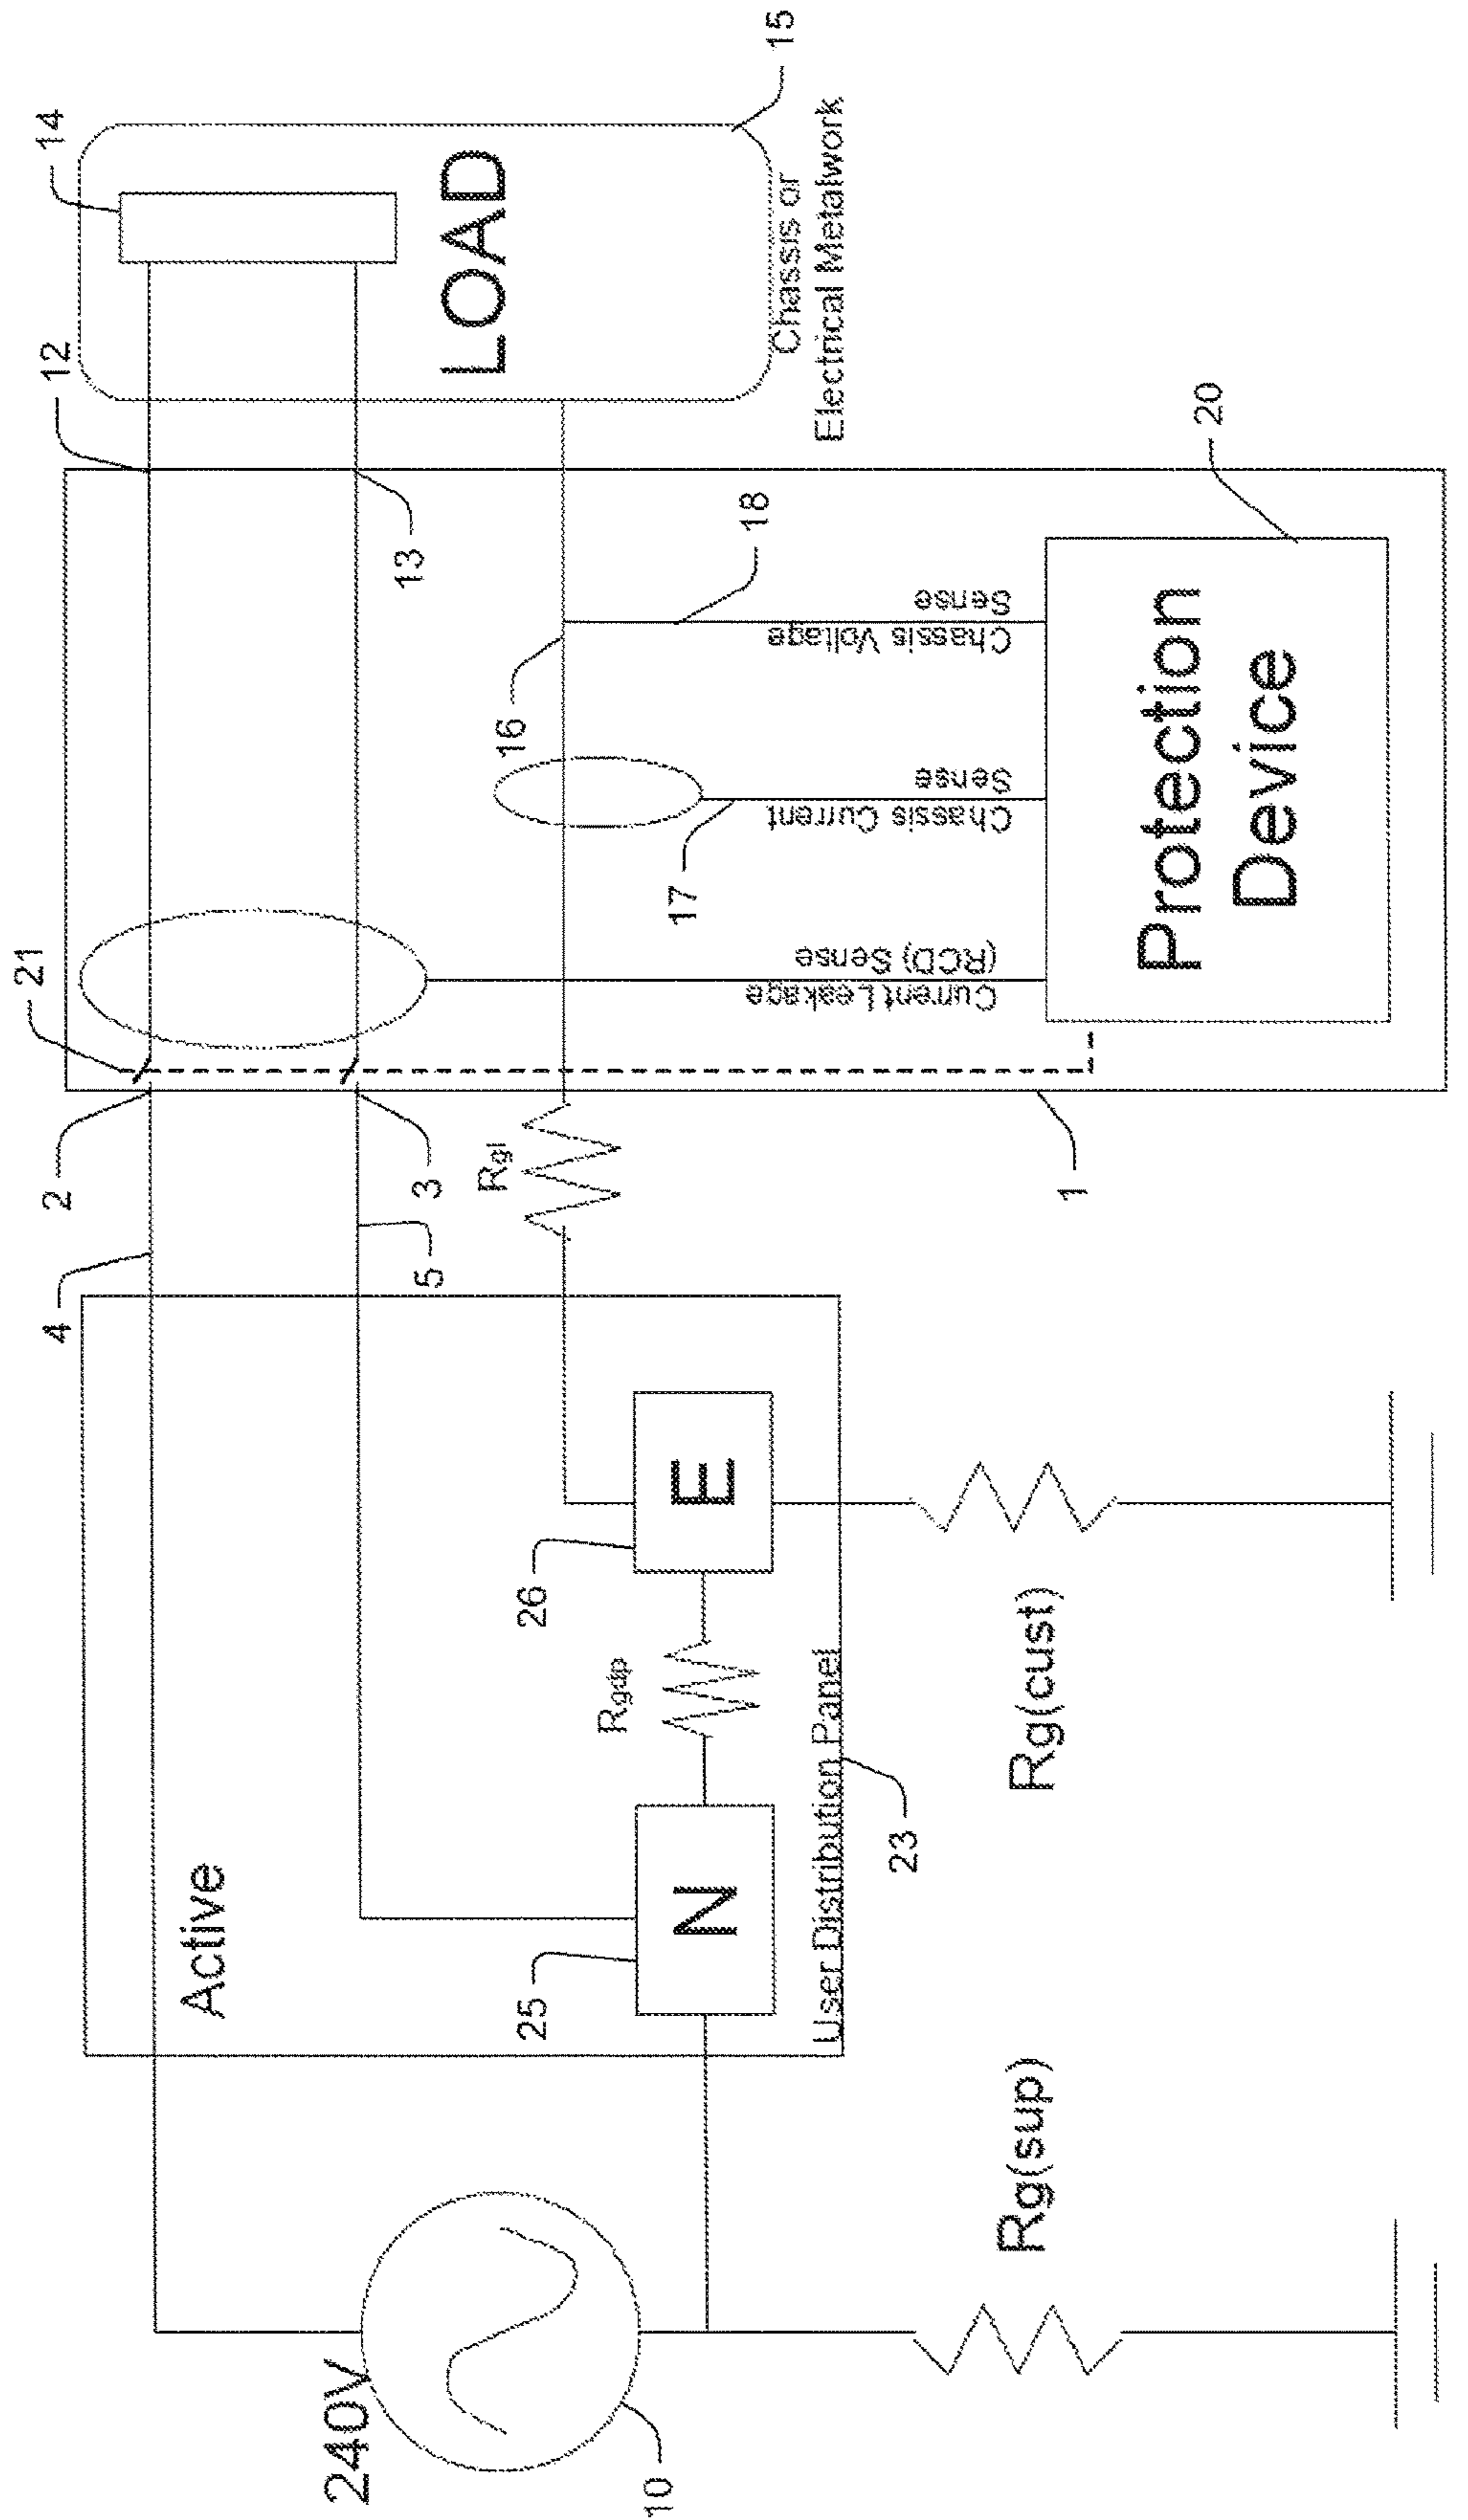 240V
10
Active
4
2
21
12
14
15
LOAD
Chassis or
Electrical Metalwork
13
3
5
Rgl
16
18
17
Current Leakage
(RCD) Sense
Chassis Current
Sense
Chassis Voltage
Sense
Protection
Device
20
1
25
N
Rgdp
26
E
User Distribution Panel
23
Rg(sup)
Rg(cust)